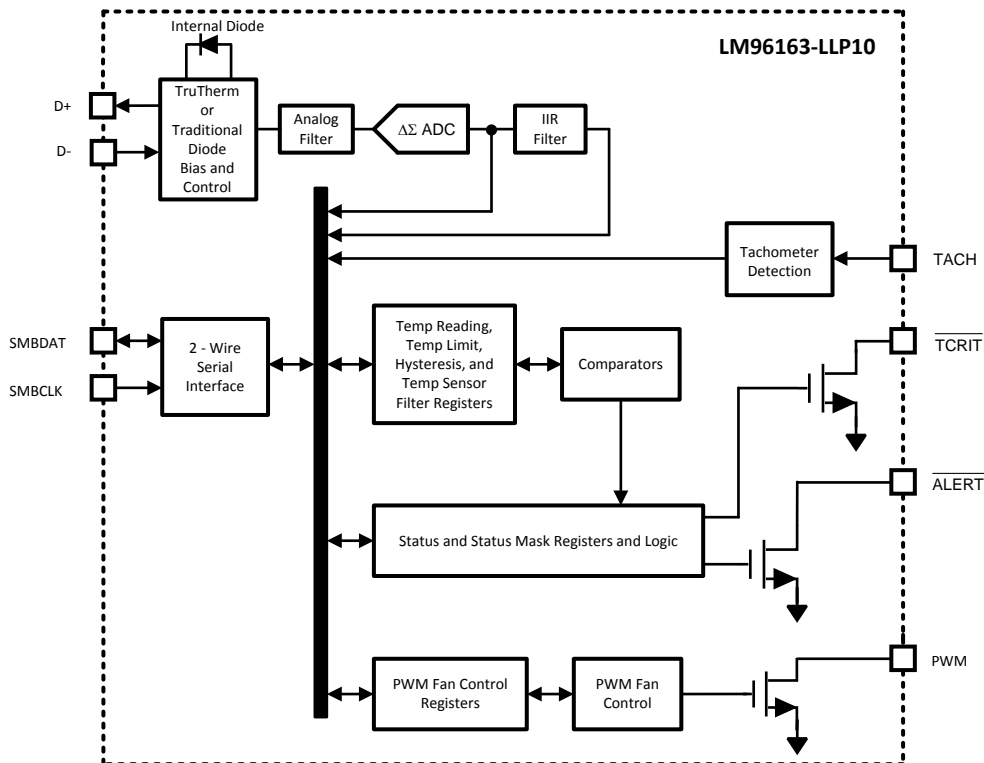 Internal Diode
LM96163-LLP10
D+
D-
TruTherm
or
Traditional
Diode
Bias and
Control
Analog
Filter
ΔΣ ADC
IIR
Filter
Tachometer
Detection
TACH
SMBDAT
SMBCLK
2 - Wire
Serial
Interface
Temp Reading,
Temp Limit,
Hysteresis, and
Temp Sensor
Filter Registers
Comparators
TCRIT
ALERT
Status and Status Mask Registers and Logic
PWM Fan Control
Registers
PWM Fan
Control
PWM